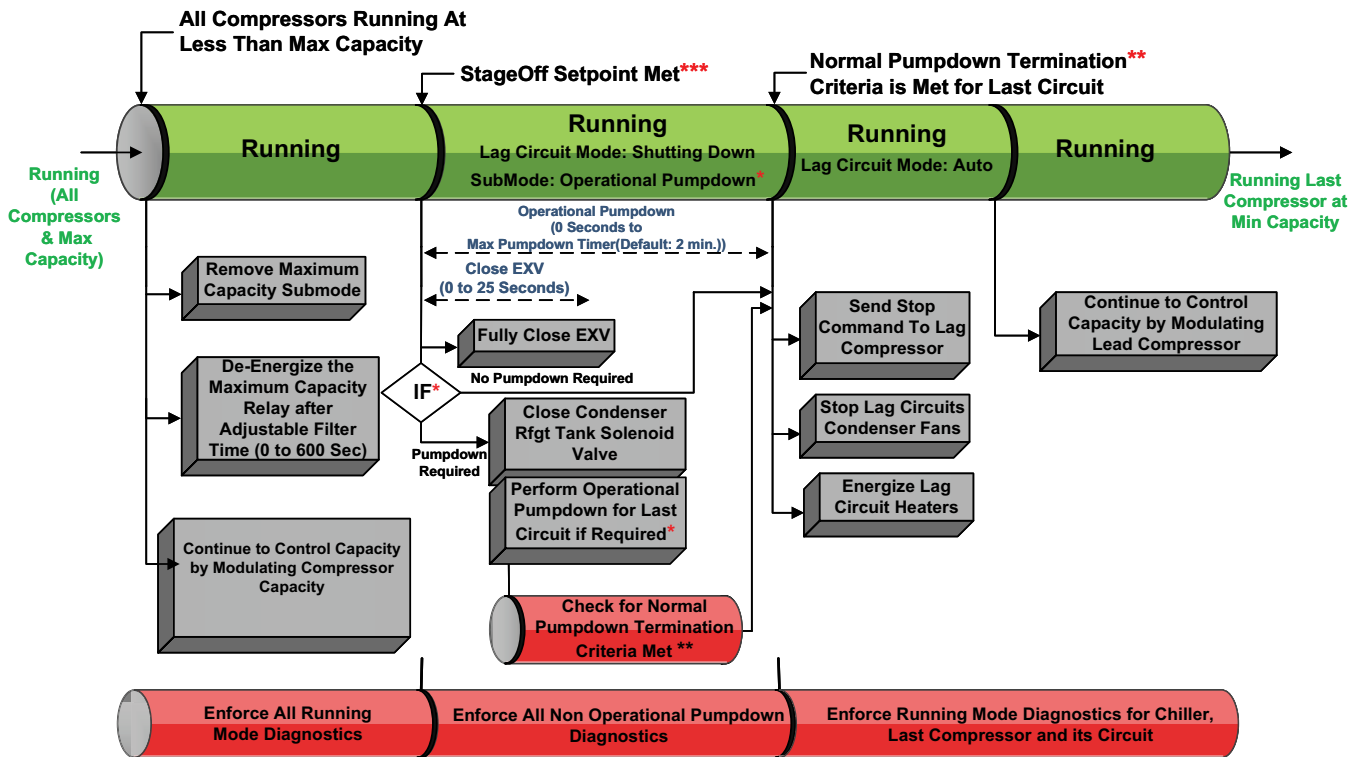 All Compressors Running At
Less Than Max Capacity
StageOff Setpoint Met***
Normal Pumpdown Termination**
Criteria is Met for Last Circuit
Running
(All
Compressors
& Max
Capacity)
Running
Running
Lag Circuit Mode: Shutting Down
SubMode: Operational Pumpdown*
Running
Lag Circuit Mode: Auto
Running
Running Last
Compressor at
Min Capacity
Operational Pumpdown
(0 Seconds to
Max Pumpdown Timer(Default: 2 min.))
Close EXV
(0 to 25 Seconds)
Remove Maximum
Capacity Submode
De-Energize the
Maximum Capacity
Relay after
Adjustable Filter
Time (0 to 600 Sec)
Continue to Control Capacity
by Modulating Compressor
Capacity
Fully Close EXV
IF*
No Pumpdown Required
Pumpdown
Required
Close Condenser
Rfgt Tank Solenoid
Valve
Perform Operational
Pumpdown for Last
Circuit if Required*
Check for Normal
Pumpdown Termination
Criteria Met **
Send Stop
Command To Lag
Compressor
Stop Lag Circuits
Condenser Fans
Energize Lag
Circuit Heaters
Continue to Control
Capacity by Modulating
Lead Compressor
Enforce All Running
Mode Diagnostics
Enforce All Non Operational Pumpdown
Diagnostics
Enforce Running Mode Diagnostics for Chiller,
Last Compressor and its Circuit